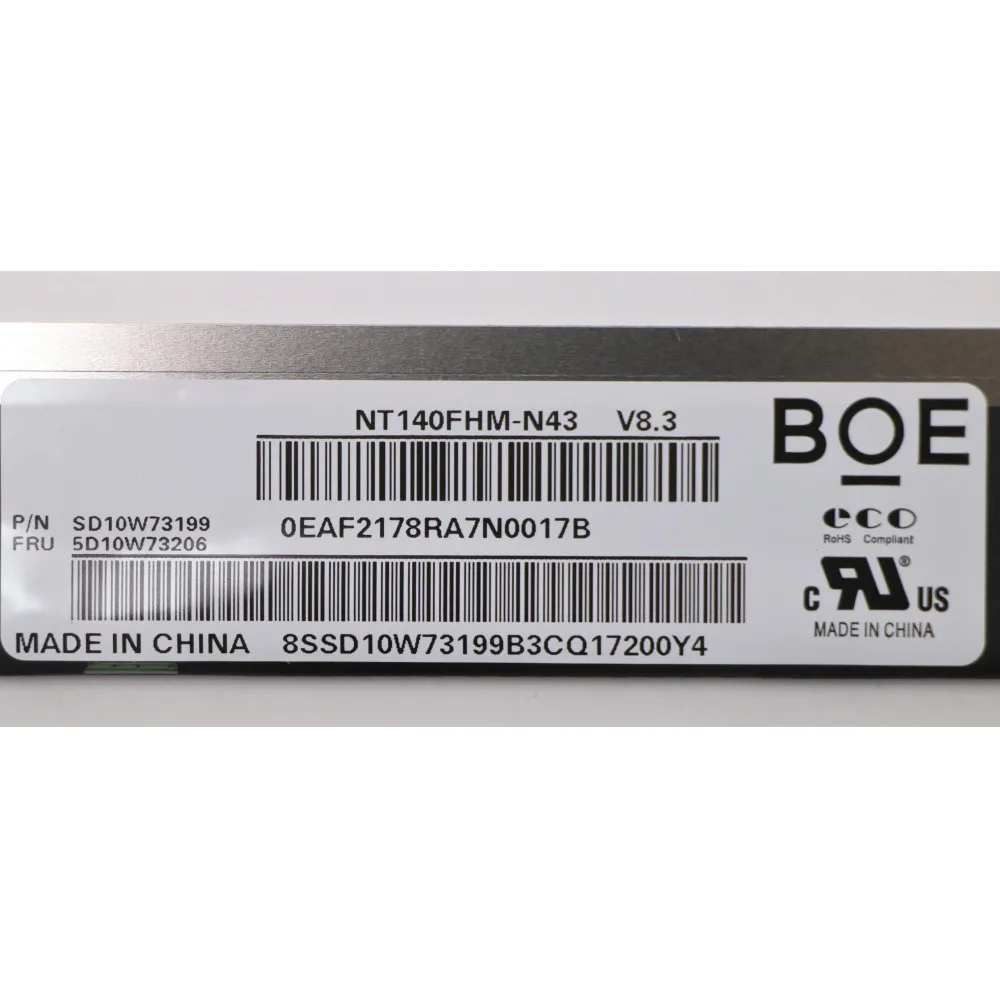 NT140FHM-N43 V8.3
BOE
0EAF2178RA7N0017B
P/N SD10W73199
FRU 5D10W73206
eco
RoHS Compliant
C RU ® US
MADE IN CHINA
MADE IN CHINA 8SSD10W73199B3CQ17200Y4